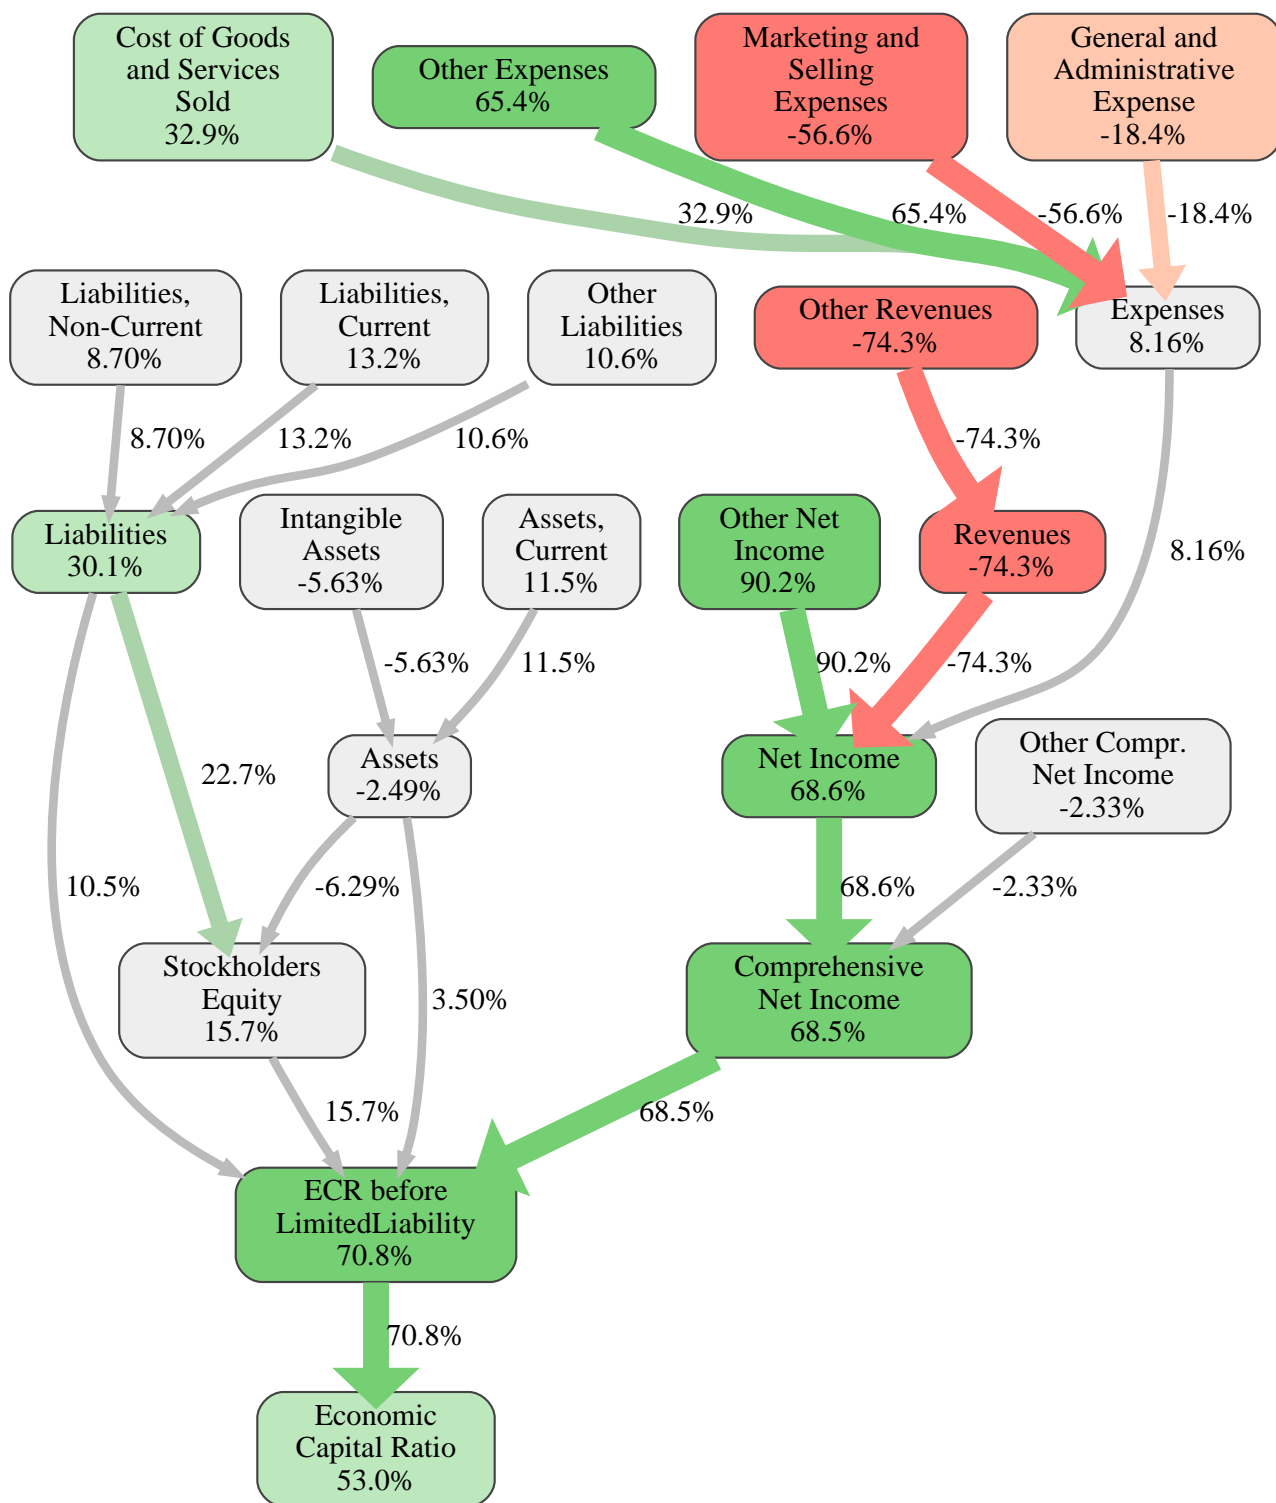 Cost of Goods
and Services
Sold
32.9%
Other Expenses
65.4%
Marketing and
Selling
Expenses
-56.6%
General and
Administrative
Expense
-18.4%
32.9%
65.4%
-56.6%
-18.4%
Liabilities,
Non-Current
8.70%
Liabilities,
Current
13.2%
Other
Liabilities
10.6%
Other Revenues
-74.3%
Expenses
8.16%
8.70%
13.2%
10.6%
-74.3%
Liabilities
30.1%
Intangible
Assets
-5.63%
Assets,
Current
11.5%
Other Net
Income
90.2%
Revenues
-74.3%
8.16%
-5.63%
11.5%
90.2%
-74.3%
22.7%
Assets
-2.49%
Net Income
68.6%
Other Compr.
Net Income
-2.33%
10.5%
-6.29%
68.6%
-2.33%
Stockholders
Equity
15.7%
3.50%
Comprehensive
Net Income
68.5%
15.7%
68.5%
ECR before
LimitedLiability
70.8%
70.8%
Economic
Capital Ratio
53.0%